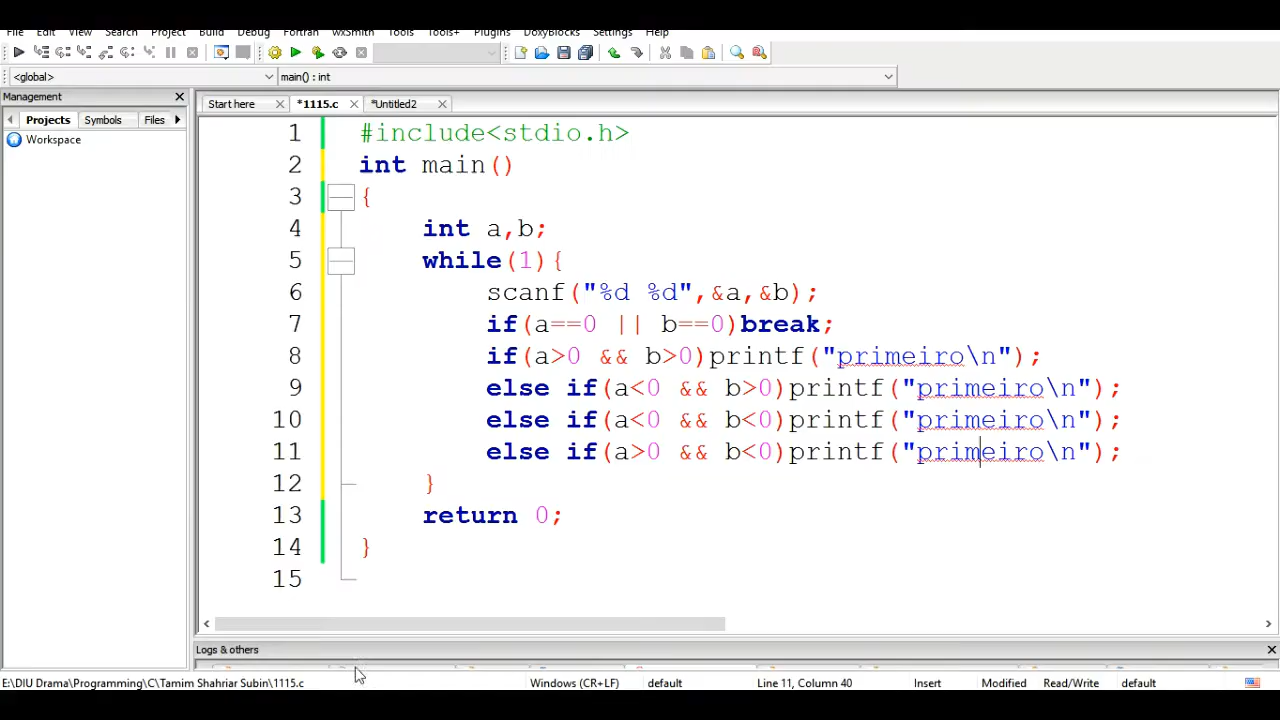 File Edit View Search Project Build Debug Fortran wxSmith Tools Tools+ Plugins DoxyBlocks Settings Help
<global> main() : int
Management
Start here *1115.c *Untitled2
Projects Symbols Files
Workspace
1 #include<stdio.h>
2 int main()
3 {
4 int a,b;
5 while(1){
6 scanf("%d %d",&a,&b);
7 if(a==0 || b==0)break;
8 if(a>0 && b>0)printf("primeiro\n");
9 else if(a<0 && b>0)printf("primeiro\n");
10 else if(a<0 && b<0)printf("primeiro\n");
11 else if(a>0 && b<0)printf("primeiro\n");
12 }
13 return 0;
14 }
15
Logs & others
E:\DIU Drama\Programming\C\Tamim Shahriar Subin\1115.c Windows (CR+LF) default Line 11, Column 40 Insert Modified Read/Write default